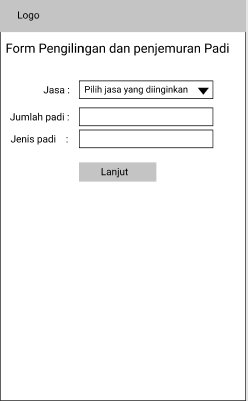 Logo
Form Pengilingan dan penjemuran Padi
Jasa : Pilih jasa yang diinginkan
Jumlah padi :
Jenis padi :
Lanjut